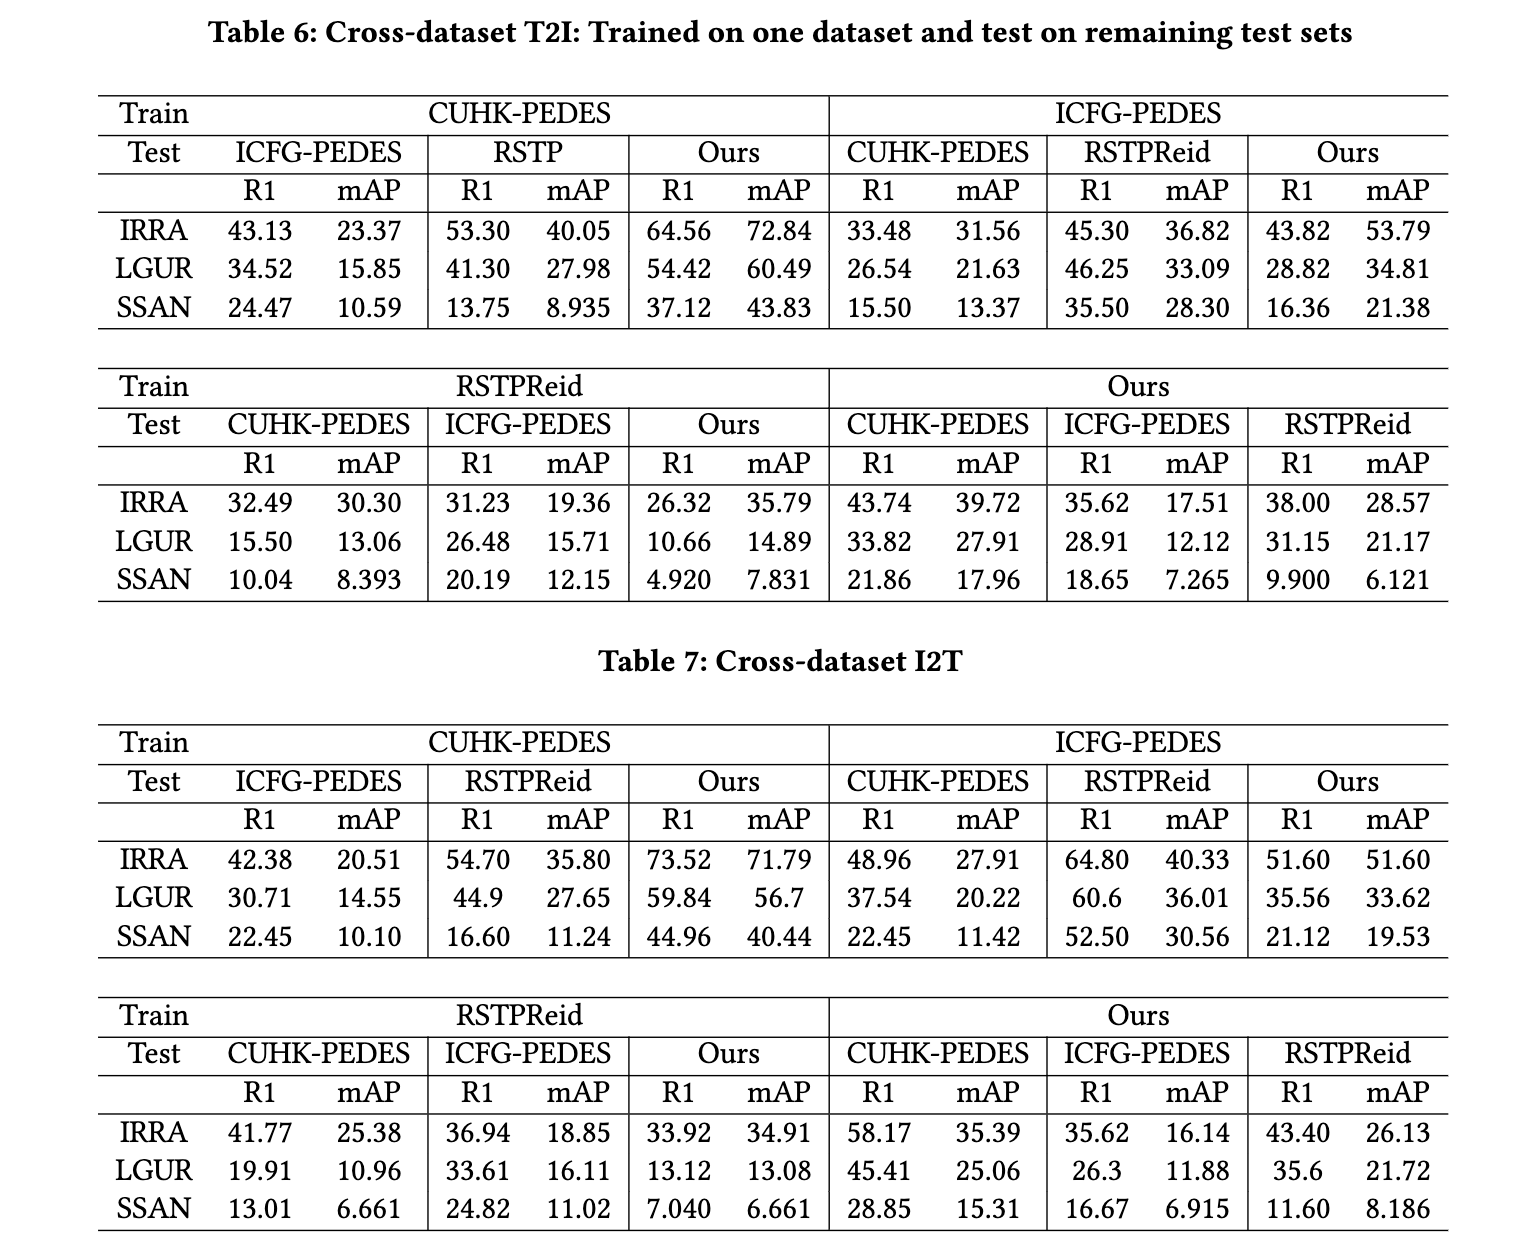 Table 6: Cross-dataset T2I: Trained on one dataset and test on remaining test sets
Train CUHK-PEDES ICFG-PEDES
Test ICFG-PEDES RSTP Ours CUHK-PEDES RSTPReid Ours
R1 mAP R1 mAP R1 mAP R1 mAP R1 mAP R1 mAP
IRRA 43.13 23.37 53.30 40.05 64.56 72.84 33.48 31.56 45.30 36.82 43.82 53.79
LGUR 34.52 15.85 41.30 27.98 54.42 60.49 26.54 21.63 46.25 33.09 28.82 34.81
SSAN 24.47 10.59 13.75 8.935 37.12 43.83 15.50 13.37 35.50 28.30 16.36 21.38
Train RSTPReid Ours
Test CUHK-PEDES ICFG-PEDES Ours CUHK-PEDES ICFG-PEDES RSTPReid
R1 mAP R1 mAP R1 mAP R1 mAP R1 mAP R1 mAP
IRRA 32.49 30.30 31.23 19.36 26.32 35.79 43.74 39.72 35.62 17.51 38.00 28.57
LGUR 15.50 13.06 26.48 15.71 10.66 14.89 33.82 27.91 28.91 12.12 31.15 21.17
SSAN 10.04 8.393 20.19 12.15 4.920 7.831 21.86 17.96 18.65 7.265 9.900 6.121
Table 7: Cross-dataset I2T
Train CUHK-PEDES ICFG-PEDES
Test ICFG-PEDES RSTPReid Ours CUHK-PEDES RSTPReid Ours
R1 mAP R1 mAP R1 mAP R1 mAP R1 mAP R1 mAP
IRRA 42.38 20.51 54.70 35.80 73.52 71.79 48.96 27.91 64.80 40.33 51.60 51.60
LGUR 30.71 14.55 44.9 27.65 59.84 56.7 37.54 20.22 60.6 36.01 35.56 33.62
SSAN 22.45 10.10 16.60 11.24 44.96 40.44 22.45 11.42 52.50 30.56 21.12 19.53
Train RSTPReid Ours
Test CUHK-PEDES ICFG-PEDES Ours CUHK-PEDES ICFG-PEDES RSTPReid
R1 mAP R1 mAP R1 mAP R1 mAP R1 mAP R1 mAP
IRRA 41.77 25.38 36.94 18.85 33.92 34.91 58.17 35.39 35.62 16.14 43.40 26.13
LGUR 19.91 10.96 33.61 16.11 13.12 13.08 45.41 25.06 26.3 11.88 35.6 21.72
SSAN 13.01 6.661 24.82 11.02 7.040 6.661 28.85 15.31 16.67 6.915 11.60 8.186